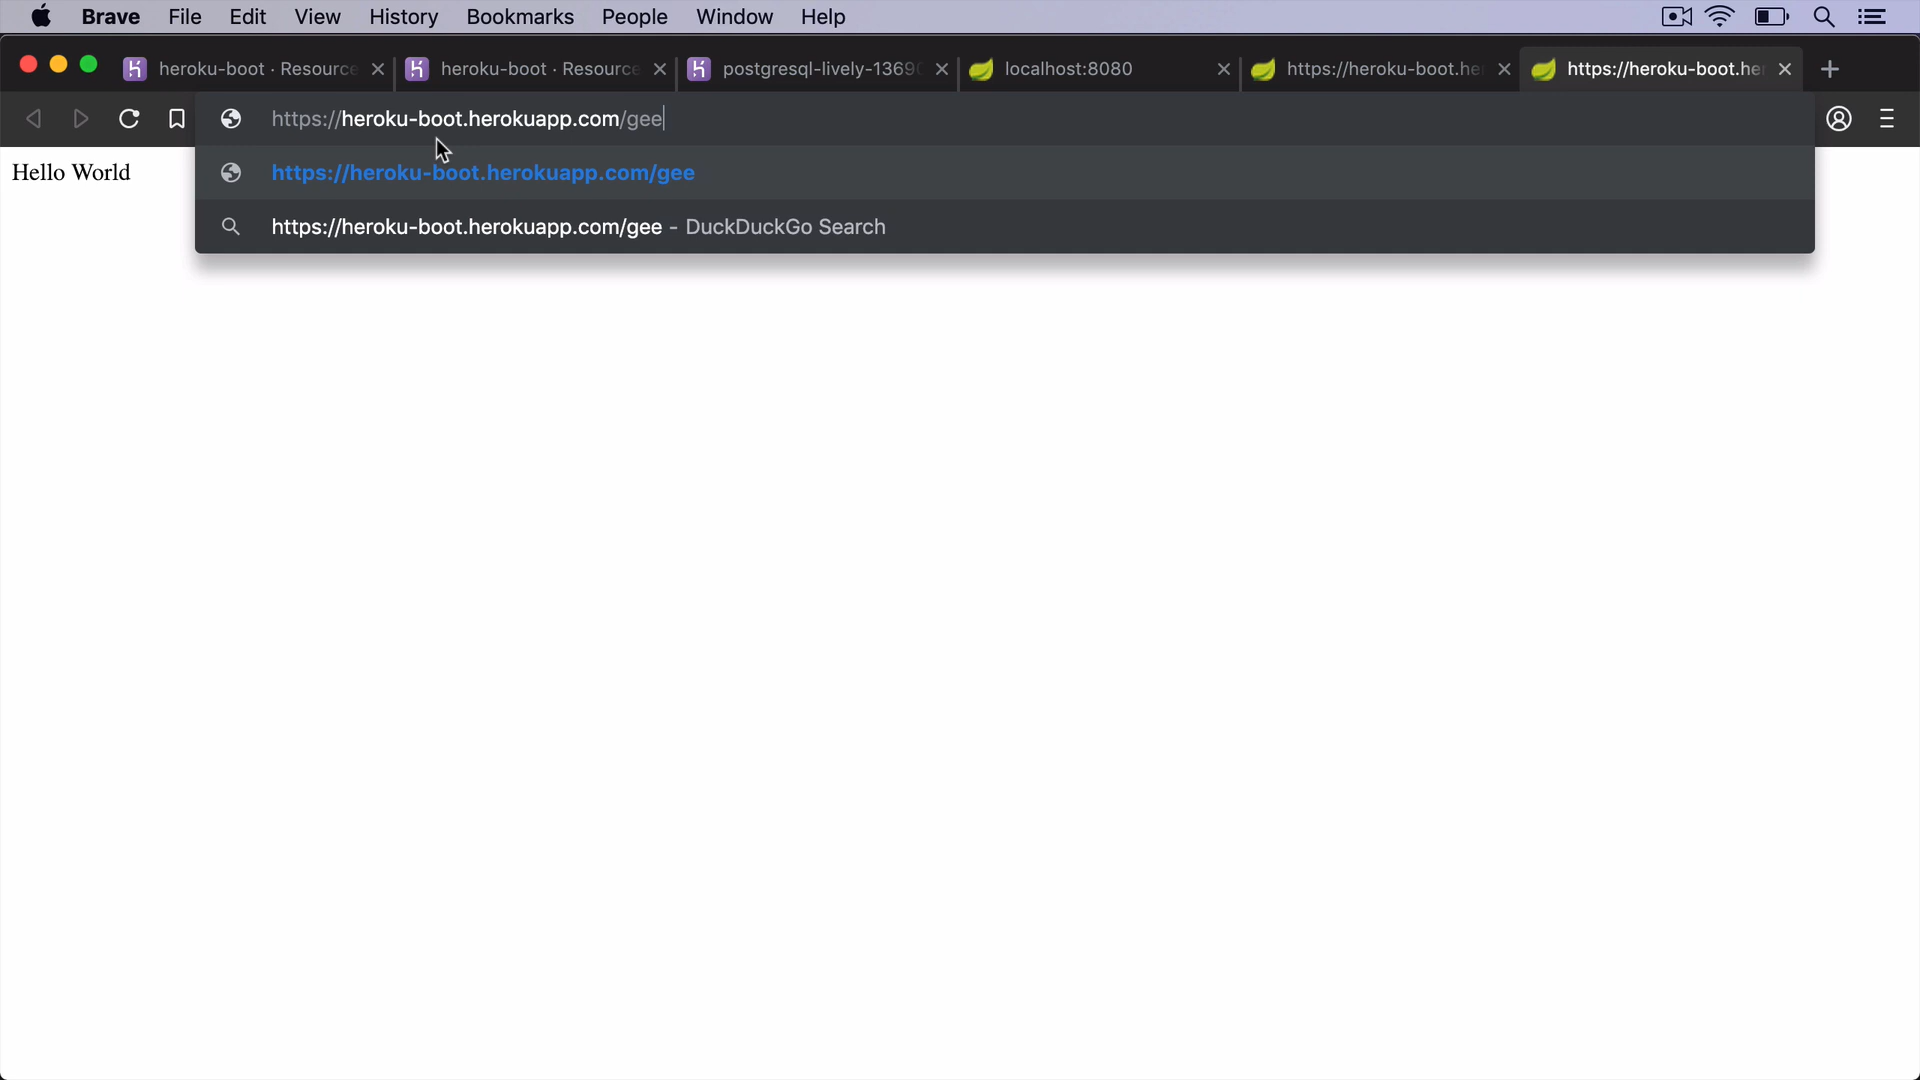 Brave File Edit View History Bookmarks People Window Help
heroku-boot · Resource heroku-boot · Resource postgresql-lively-1369 localhost:8080 https://heroku-boot.he https://heroku-boot.he
https://heroku-boot.herokuapp.com/gee
Hello World https://heroku-boot.herokuapp.com/gee
https://heroku-boot.herokuapp.com/gee - DuckDuckGo Search